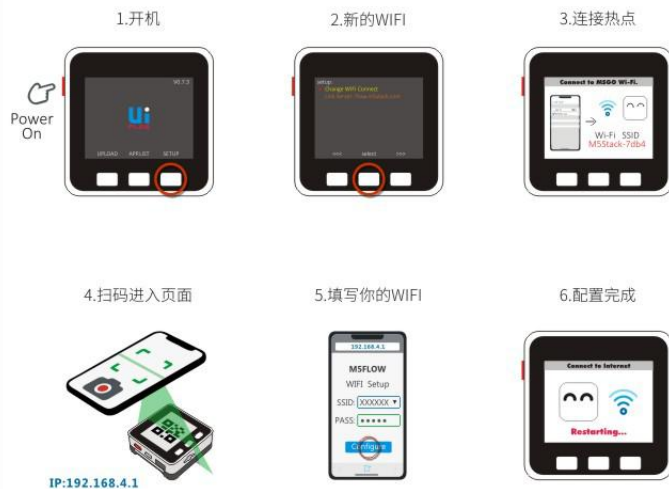 1.开机
2.新的WIFI
3.连接热点
Power
On
V0.7.3
Ui
FLOW
UPLOAD APP.LIST SETUP
setup
Change WiFi Connect
<<< select >>>
Connect to M5GO Wi-Fi.
Wi-Fi SSID
M5Stack-7db4
4.扫码进入页面
5.填写你的WIFI
6.配置完成
IP:192.168.4.1
192.168.4.1
M5FLOW
WIFI Setup
SSID: XXXXXX
PASS: *****
Configure
Connect to Internet
Restarting...